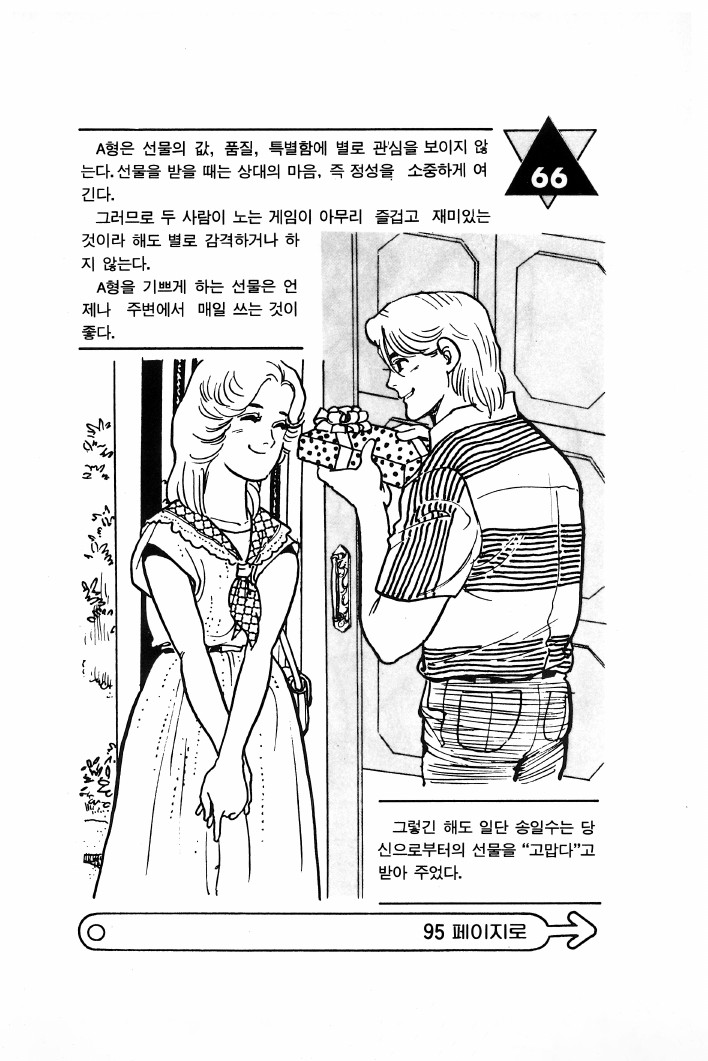 A형은 선물의 값, 품질, 특별함에 별로 관심을 보이지 않
는다. 선물을 받을 때는 상대의 마음, 즉 정성을 소중하게 여
긴다.
그러므로 두 사람이 노는 게임이 아무리 즐겁고 재미있는
것이라 해도 별로 감격하거나 하
지 않는다.
A형을 기쁘게 하는 선물은 언
제나 주변에서 매일 쓰는 것이
좋다.
66
그렇긴 해도 일단 송일수는 당
신으로부터의 선물을 “고맙다”고
받아 주었다.
95 페이지로